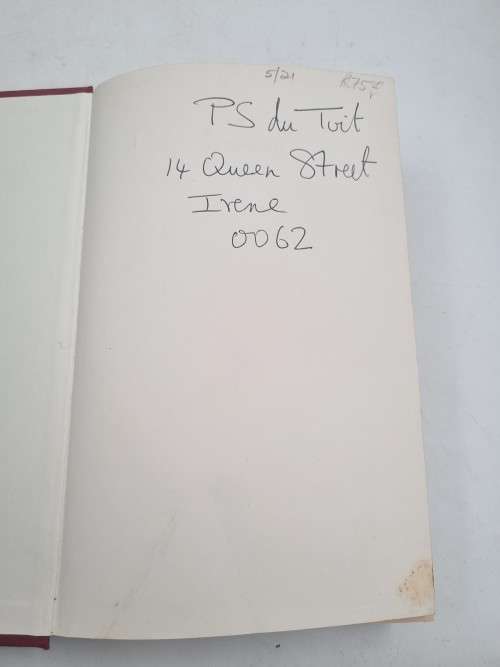 5/21 R75
PS du Toit
14 Queen Street
Irene
0062